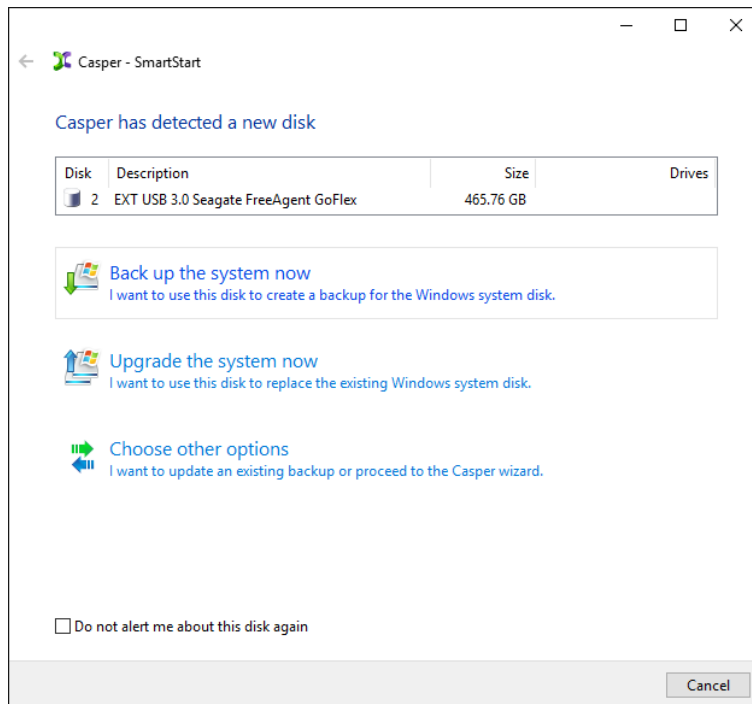 Casper - SmartStart
Casper has detected a new disk
Disk Description Size Drives
2 EXT USB 3.0 Seagate FreeAgent GoFlex 465.76 GB
Back up the system now
I want to use this disk to create a backup for the Windows system disk.
Upgrade the system now
I want to use this disk to replace the existing Windows system disk.
Choose other options
I want to update an existing backup or proceed to the Casper wizard.
Do not alert me about this disk again
Cancel